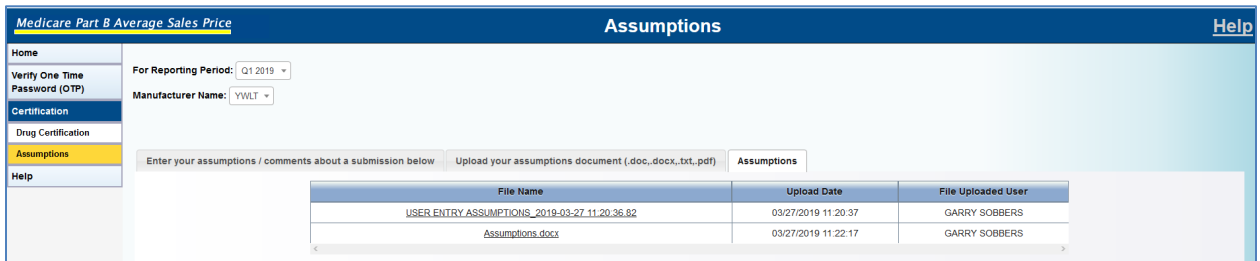 Medicare Part B Average Sales Price
Assumptions
Help
Home
Verify One Time
Password (OTP)
Certification
Drug Certification
Assumptions
Help
For Reporting Period: Q1 2019
Manufacturer Name: YWLT
Enter your assumptions / comments about a submission below
Upload your assumptions document (.doc,.docx,.txt,.pdf)
Assumptions
File Name Upload Date File Uploaded User
USER ENTRY ASSUMPTIONS_2019-03-27 11:20:36.82 03/27/2019 11:20:37 GARRY SOBBERS
Assumptions.docx 03/27/2019 11:22:17 GARRY SOBBERS